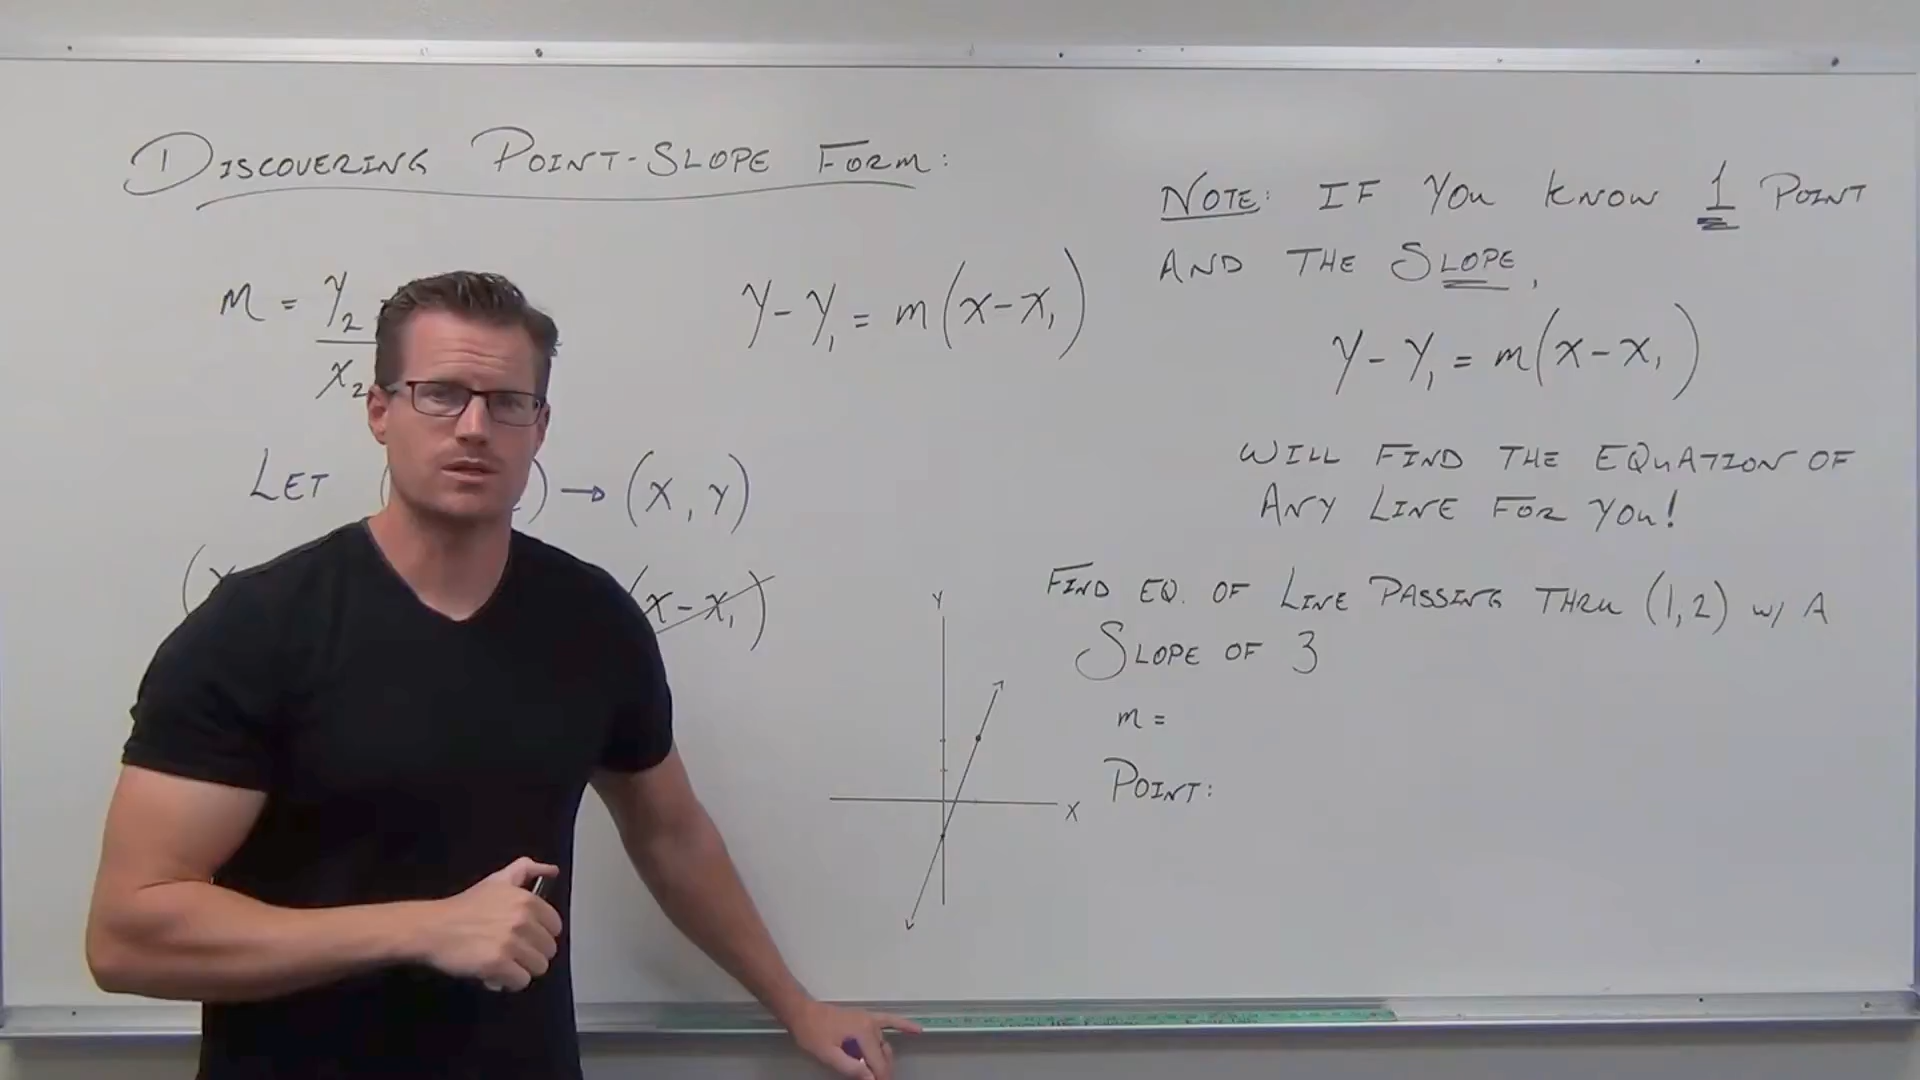 DISCOVERING POINT-SLOPE FORM:
m = y₂
x₂
y - y₁ = m(x - x₁)
LET ( ) → (x, y)
(x (x - x₁)
y
x
NOTE: IF YOU KNOW 1 POINT
AND THE SLOPE,
y - y₁ = m(x - x₁)
WILL FIND THE EQUATION OF
ANY LINE FOR YOU!
FIND EQ. OF LINE PASSING THRU (1, 2) w/ A
SLOPE OF 3
m =
POINT: